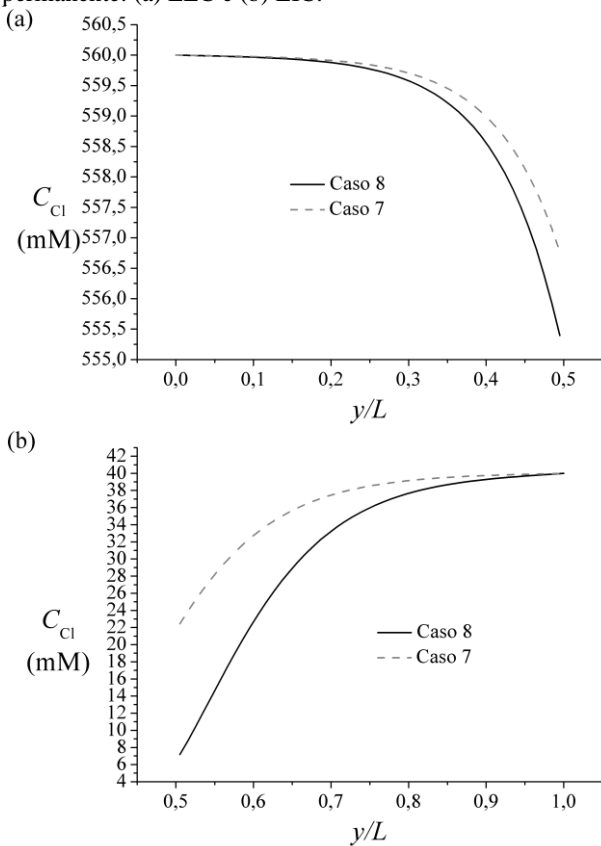 permanente. (a) LEC e (b) LIC.
(a)
560,5
560,0
559,5
559,0
558,5
558,0
557,5
557,0
556,5
556,0
555,5
555,0
C_Cl
(mM)
Caso 8
Caso 7
0,0 0,1 0,2 0,3 0,4 0,5
y/L
(b)
42
40
38
36
34
32
30
28
26
24
22
20
18
16
14
12
10
8
6
4
C_Cl
(mM)
Caso 8
Caso 7
0,5 0,6 0,7 0,8 0,9 1,0
y/L